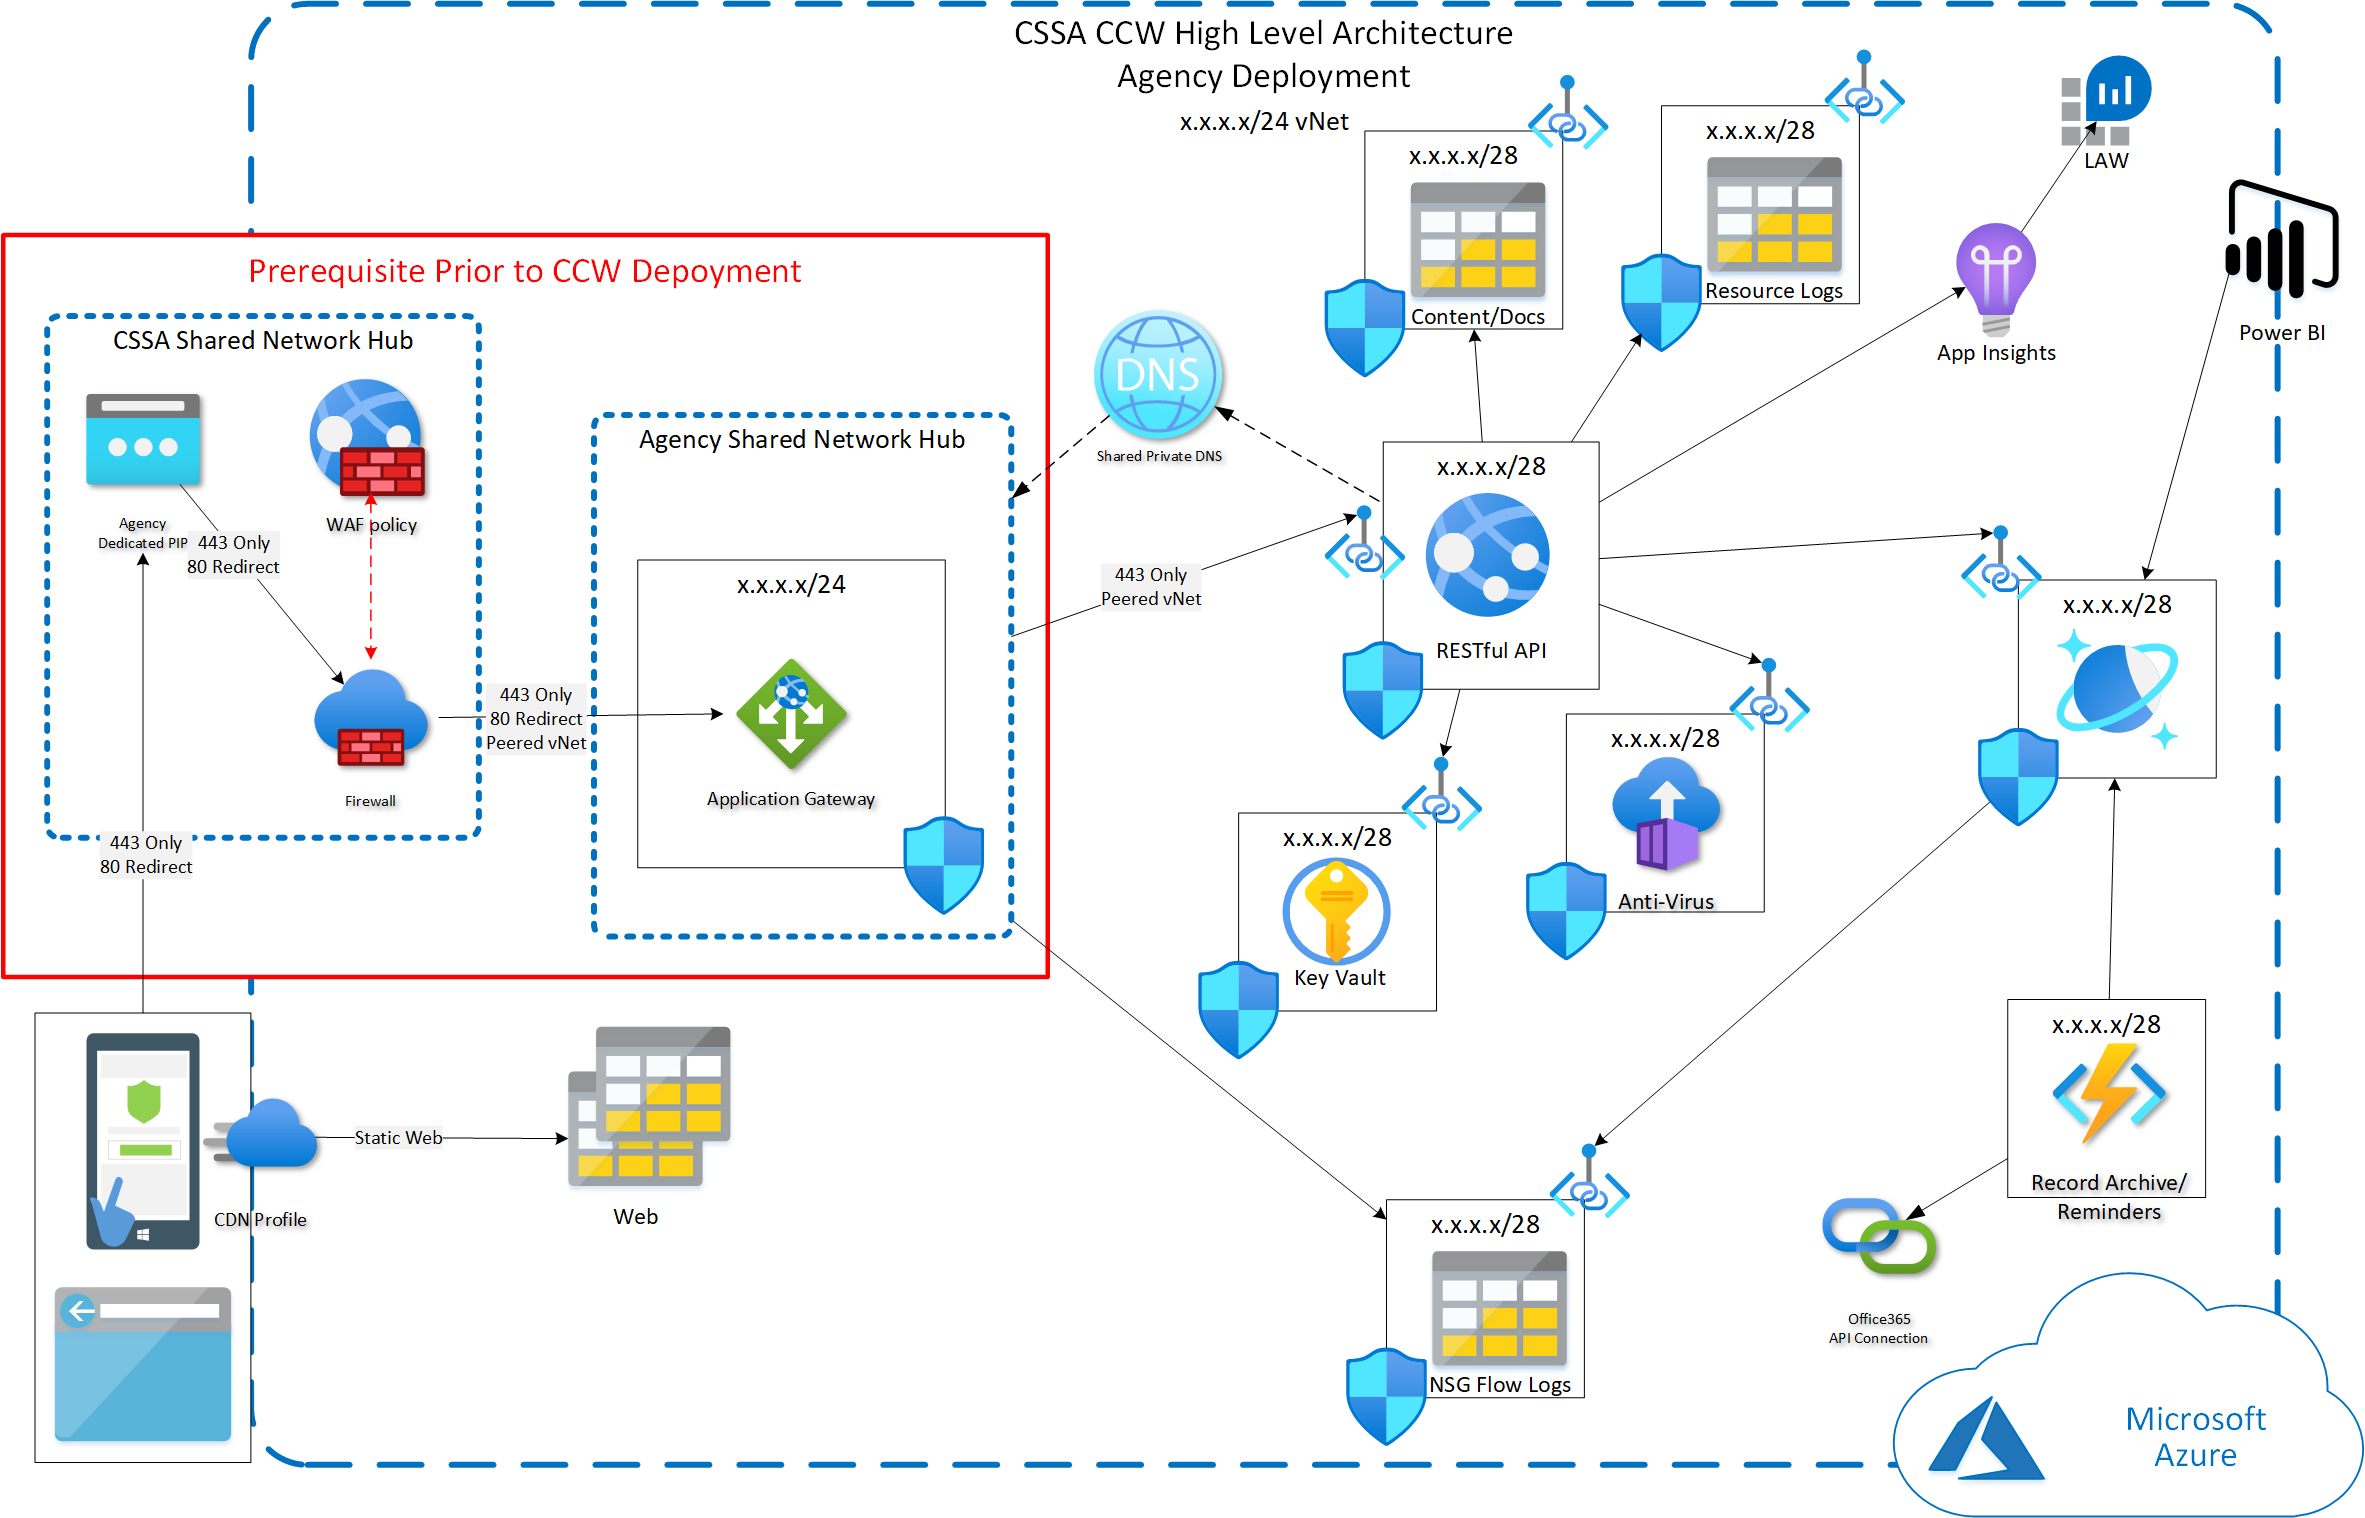 CSSA CCW High Level Architecture
Agency Deployment
x.x.x.x/24 vNet
x.x.x.x/28
Content/Docs
x.x.x.x/28
Resource Logs
LAW
App Insights
Power BI
Prerequisite Prior to CCW Depoyment
CSSA Shared Network Hub
Agency
Dedicated PIP
WAF policy
443 Only
80 Redirect
Firewall
443 Only
80 Redirect
Peered vNet
443 Only
80 Redirect
Agency Shared Network Hub
x.x.x.x/24
Application Gateway
DNS
Shared Private DNS
443 Only
Peered vNet
x.x.x.x/28
RESTful API
x.x.x.x/28
Key Vault
x.x.x.x/28
Anti-Virus
x.x.x.x/28
x.x.x.x/28
Record Archive/
Reminders
Office365
API Connection
x.x.x.x/28
NSG Flow Logs
CDN Profile
Static Web
Web
Microsoft
Azure